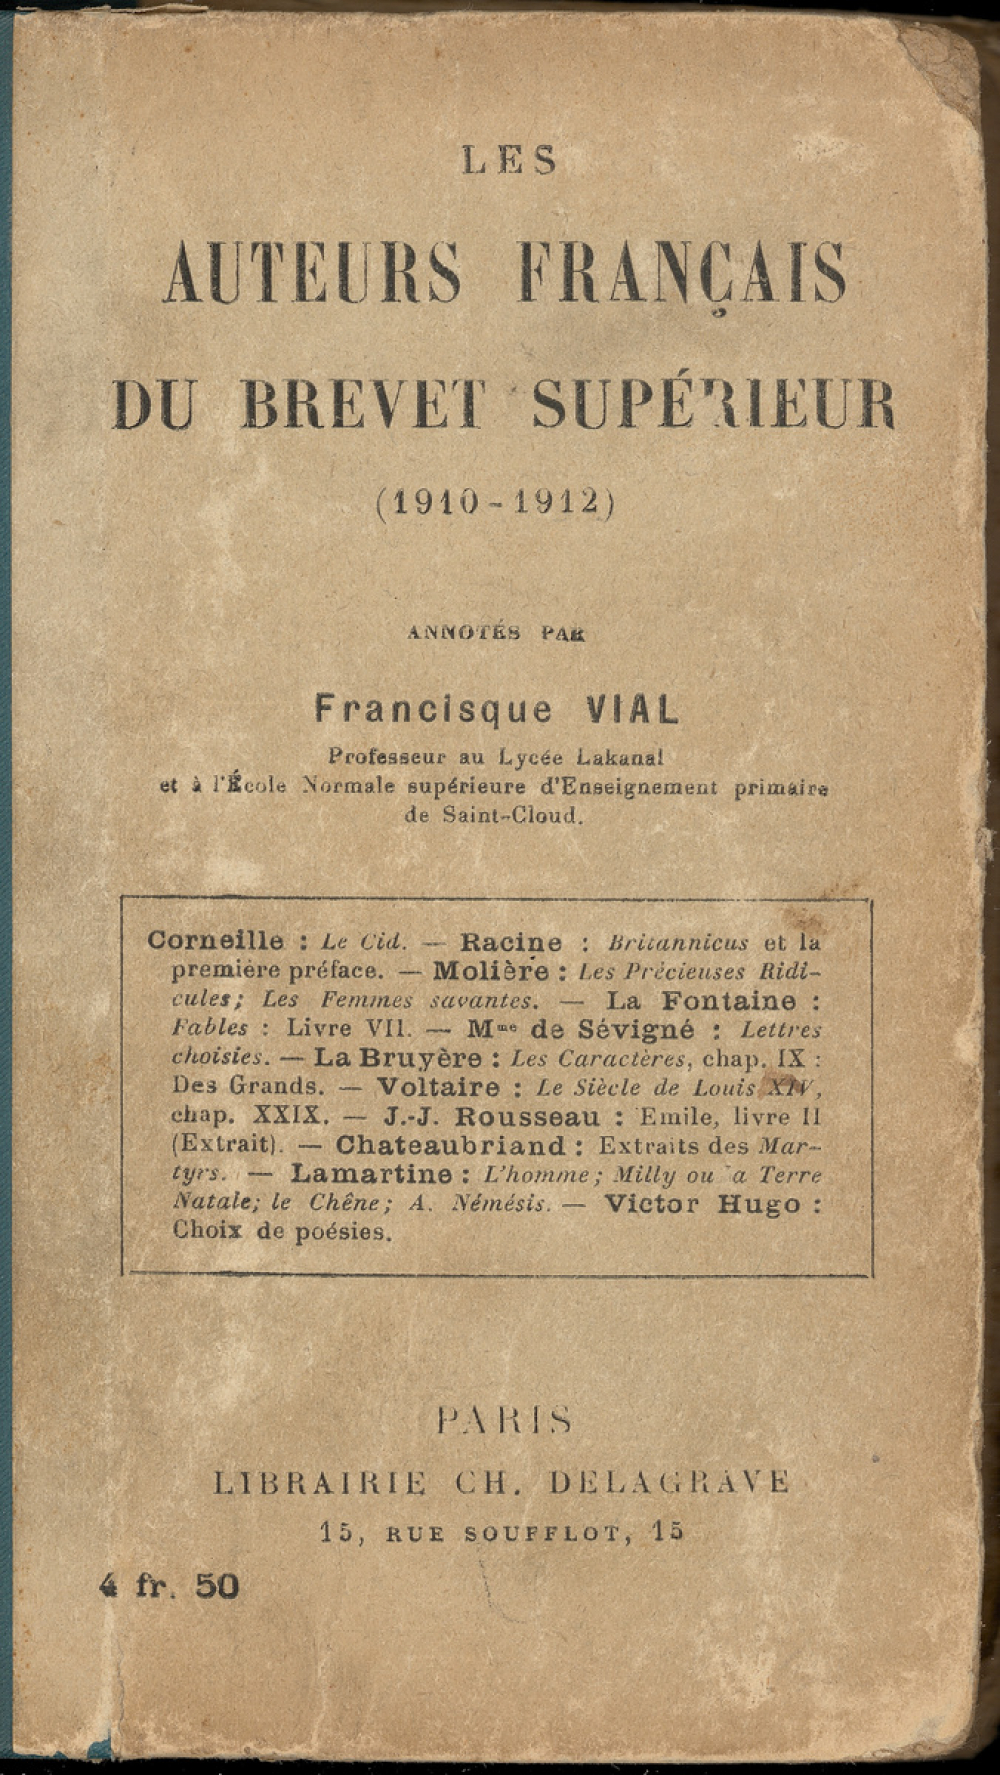 LES
AUTEURS FRANÇAIS
DU BREVET SUPÉRIEUR
(1910-1912)
ANNOTÉS PAR
Francisque VIAL
Professeur au Lycée Lakanal
et à l'École Normale supérieure d'Enseignement primaire
de Saint-Cloud.
Corneille : Le Cid. — Racine : Britannicus et la
première préface. — Molière : Les Précieuses Ridi-
cules; Les Femmes savantes. — La Fontaine :
Fables : Livre VII. — Mme de Sévigné : Lettres
choisies. — La Bruyère : Les Caractères, chap. IX :
Des Grands. — Voltaire : Le Siècle de Louis XIV,
chap. XXIX. — J.-J. Rousseau : Emile, livre II
(Extrait). — Chateaubriand : Extraits des Mar-
tyrs. — Lamartine : L'homme; Milly ou la Terre
Natale; le Chêne; A. Némésis. — Victor Hugo :
Choix de poésies.
PARIS
LIBRAIRIE CH. DELAGRAVE
15, RUE SOUFFLOT, 15
4 fr. 50